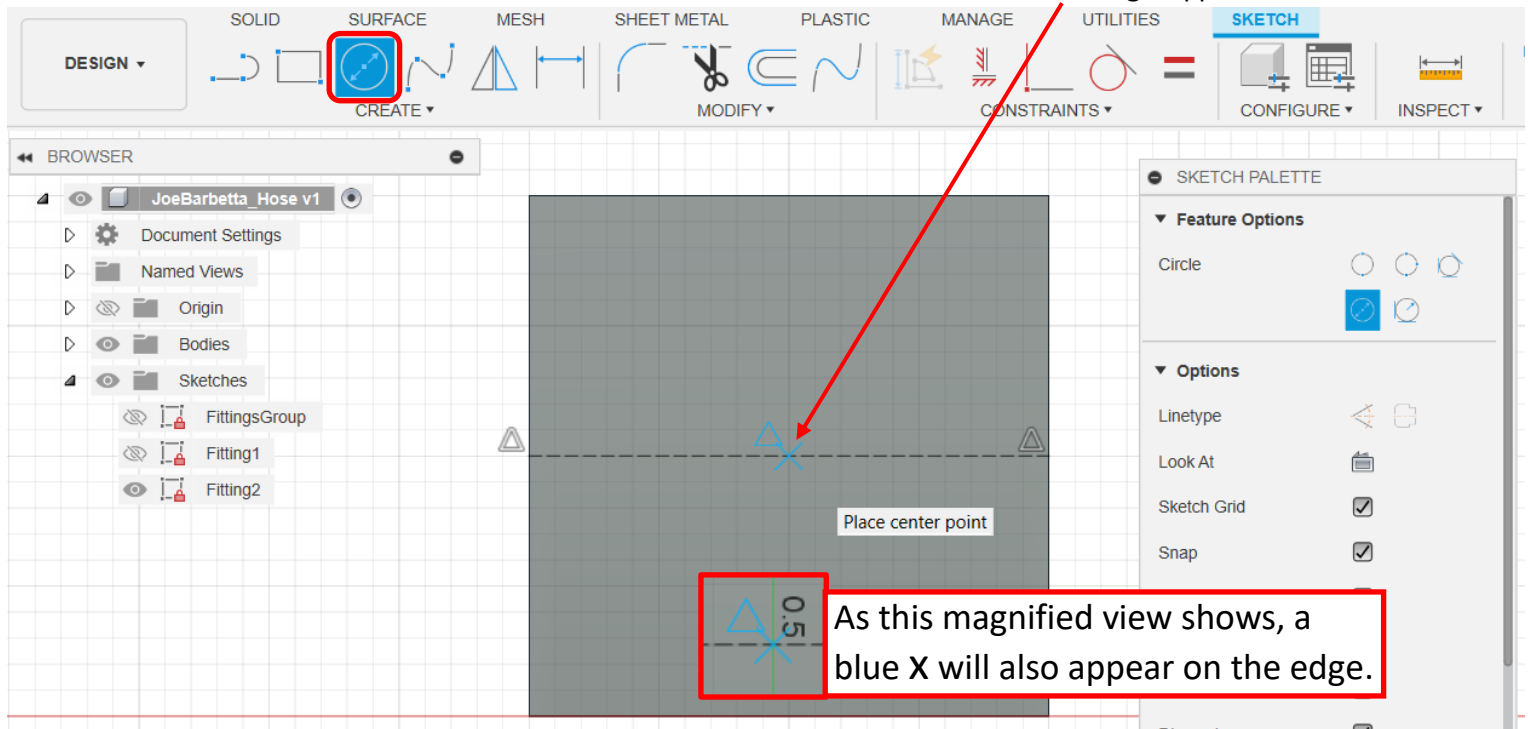 SOLID SURFACE MESH SHEET METAL PLASTIC MANAGE UTILITIES SKETCH
DESIGN
CREATE MODIFY CONSTRAINTS CONFIGURE INSPECT
BROWSER
JoeBarbetta_Hose v1
Document Settings
Named Views
Origin
Bodies
Sketches
FittingsGroup
Fitting1
Fitting2
Place center point
0.5
As this magnified view shows, a
blue X will also appear on the edge.
SKETCH PALETTE
Feature Options
Circle
Options
Linetype
Look At
Sketch Grid
Snap